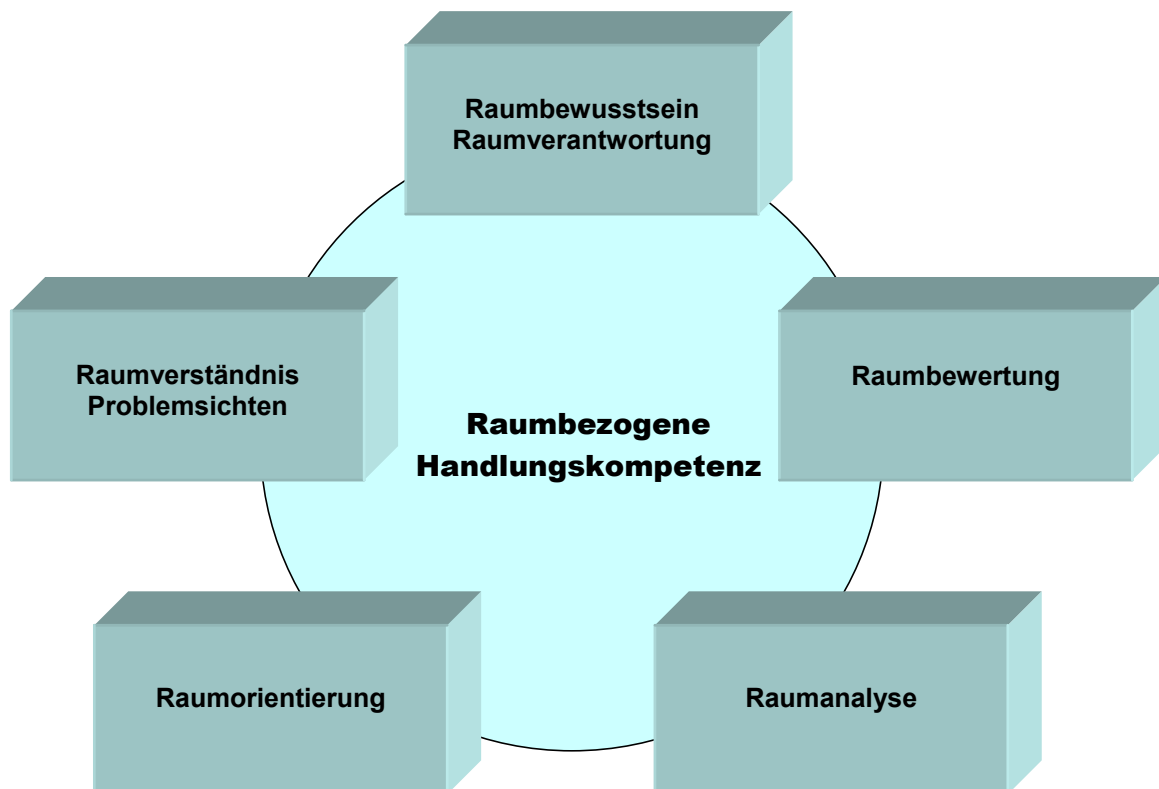 Raumbewusstsein
Raumverantwortung
Raumverständnis
Problemsichten
Raumbewertung
Raumbezogene
Handlungskompetenz
Raumorientierung
Raumanalyse